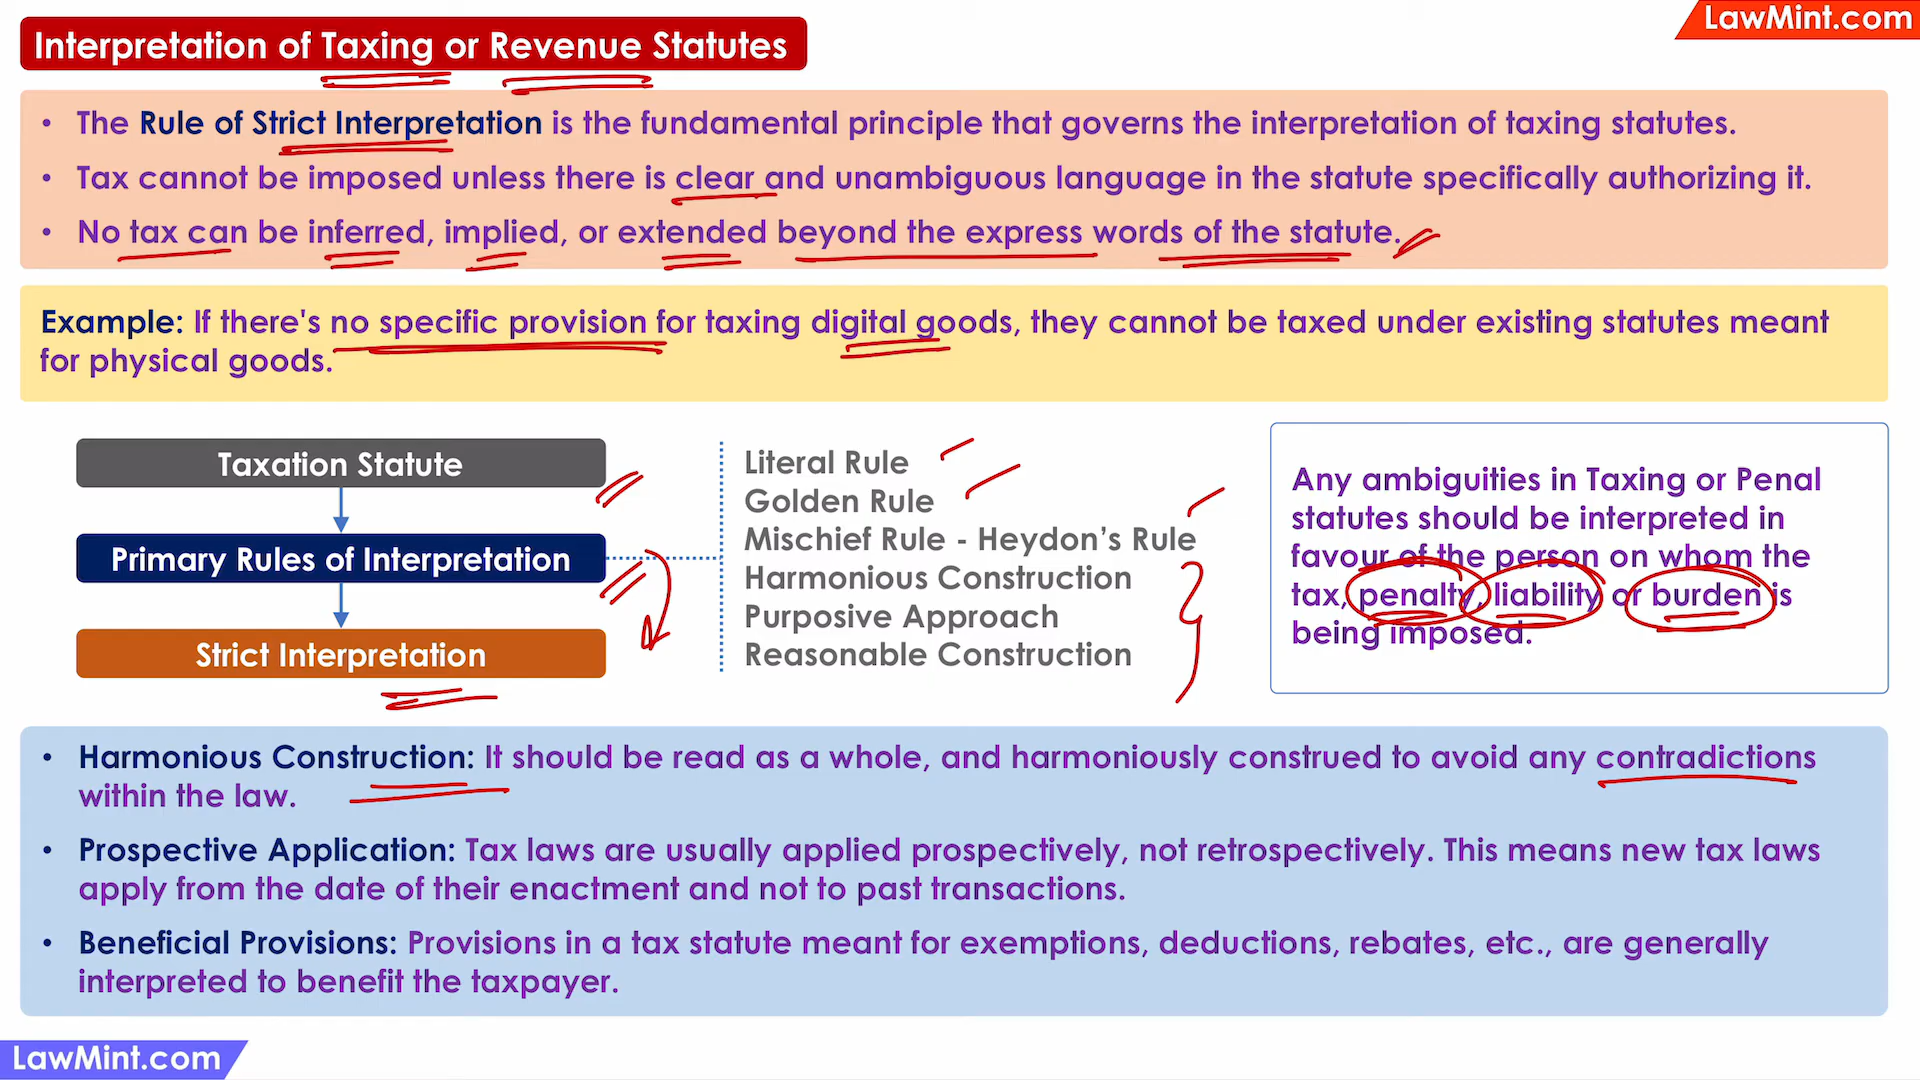 Interpretation of Taxing or Revenue Statutes
LawMint.com
• The Rule of Strict Interpretation is the fundamental principle that governs the interpretation of taxing statutes.
• Tax cannot be imposed unless there is clear and unambiguous language in the statute specifically authorizing it.
• No tax can be inferred, implied, or extended beyond the express words of the statute.
Example: If there's no specific provision for taxing digital goods, they cannot be taxed under existing statutes meant
for physical goods.
Taxation Statute
Primary Rules of Interpretation
Strict Interpretation
Literal Rule
Golden Rule
Mischief Rule - Heydon's Rule
Harmonious Construction
Purposive Approach
Reasonable Construction
Any ambiguities in Taxing or Penal
statutes should be interpreted in
favour of the person on whom the
tax, penalty, liability or burden is
being imposed.
• Harmonious Construction: It should be read as a whole, and harmoniously construed to avoid any contradictions
within the law.
• Prospective Application: Tax laws are usually applied prospectively, not retrospectively. This means new tax laws
apply from the date of their enactment and not to past transactions.
• Beneficial Provisions: Provisions in a tax statute meant for exemptions, deductions, rebates, etc., are generally
interpreted to benefit the taxpayer.
LawMint.com